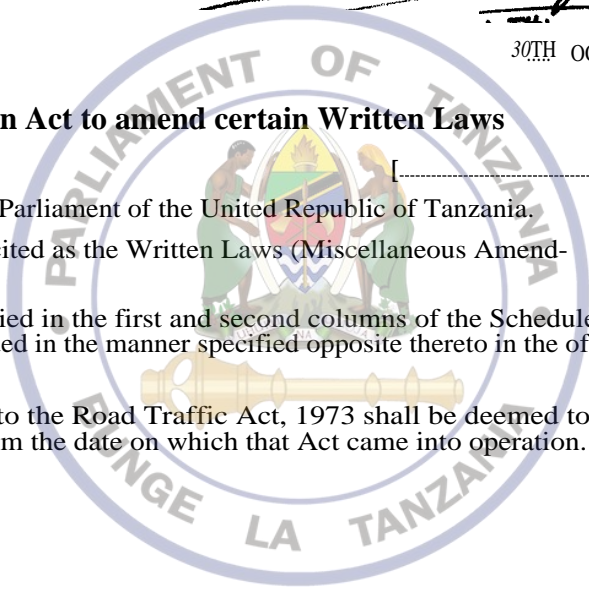 30TH OC
n Act to amend certain Written Laws
[
Parliament of the United Republic of Tanzania.
ited as the Written Laws (Miscellaneous Amend-
ied in the first and second columns of the Schedule
ed in the manner specified opposite thereto in the of
to the Road Traffic Act, 1973 shall be deemed to
m the date on which that Act came into operation.
PARLIAMENT OF TANZANIA
BUNGE LA TANZANIA